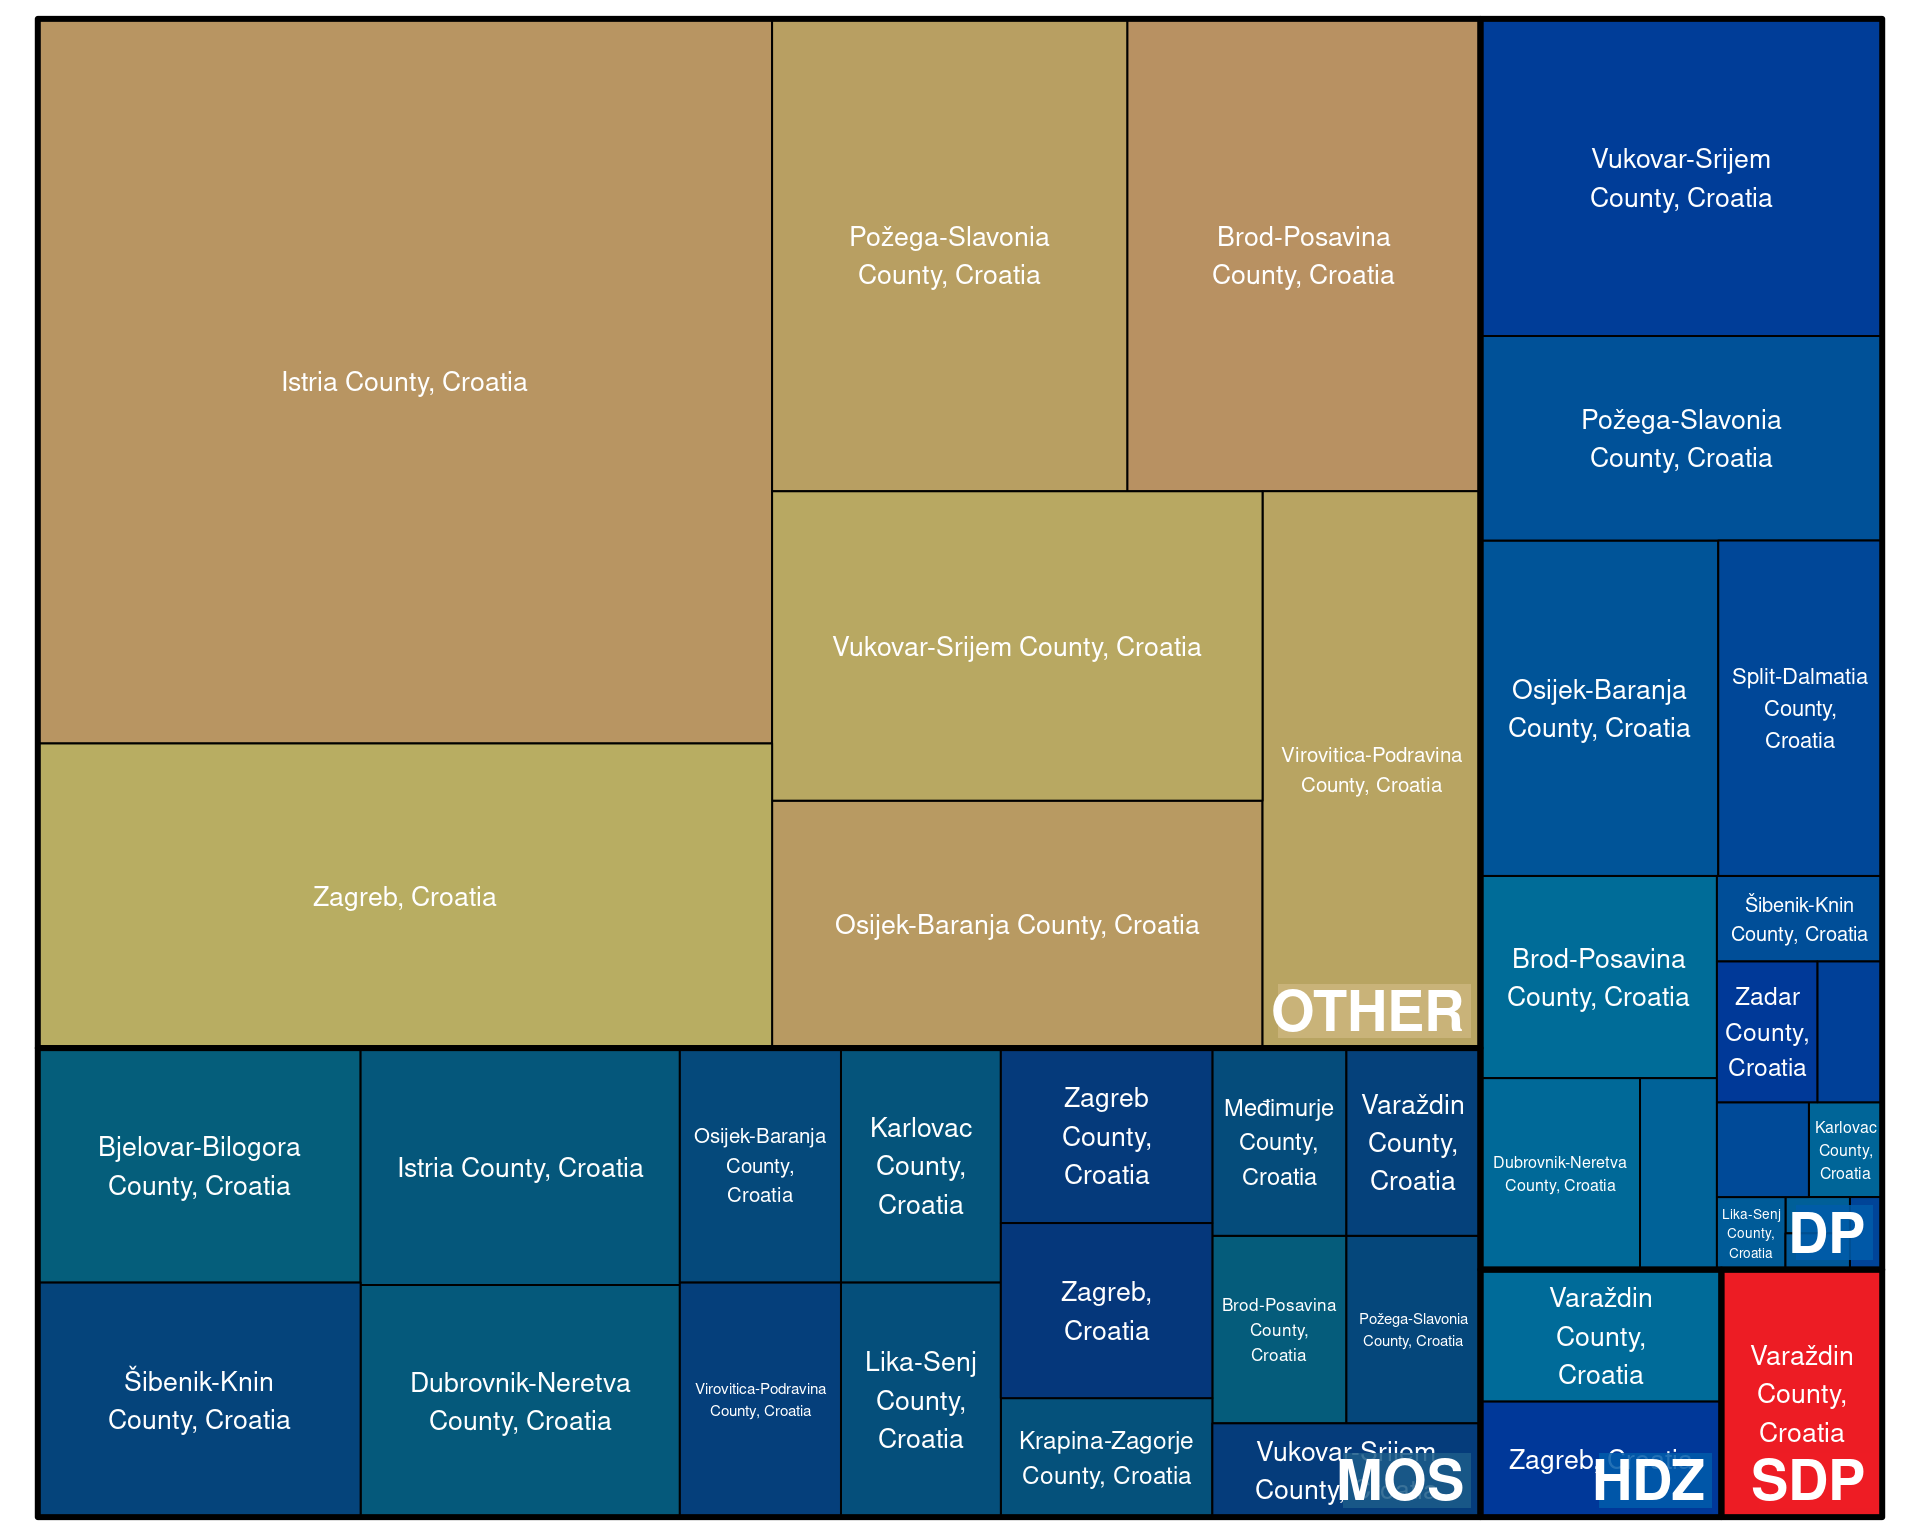 Istria County, Croatia
Zagreb, Croatia
Požega-Slavonia
County, Croatia
Brod-Posavina
County, Croatia
Vukovar-Srijem County, Croatia
Osijek-Baranja County, Croatia
Virovitica-Podravina
County, Croatia
OTHER
Bjelovar-Bilogora
County, Croatia
Šibenik-Knin
County, Croatia
Istria County, Croatia
Dubrovnik-Neretva
County, Croatia
Osijek-Baranja
County,
Croatia
Virovitica-Podravina
County, Croatia
Karlovac
County,
Croatia
Lika-Senj
County,
Croatia
Zagreb
County,
Croatia
Zagreb,
Croatia
Krapina-Zagorje
County, Croatia
Međimurje
County,
Croatia
Varaždin
County,
Croatia
Brod-Posavina
County,
Croatia
Požega-Slavonia
County, Croatia
Vukovar-Srijem
County, Croatia
MOS
Vukovar-Srijem
County, Croatia
Požega-Slavonia
County, Croatia
Osijek-Baranja
County, Croatia
Split-Dalmatia
County,
Croatia
Brod-Posavina
County, Croatia
Šibenik-Knin
County, Croatia
Zadar
County,
Croatia
Dubrovnik-Neretva
County, Croatia
Karlovac
County,
Croatia
Lika-Senj
County,
Croatia
DP
Varaždin
County,
Croatia
Zagreb, Croatia
HDZ
Varaždin
County,
Croatia
SDP